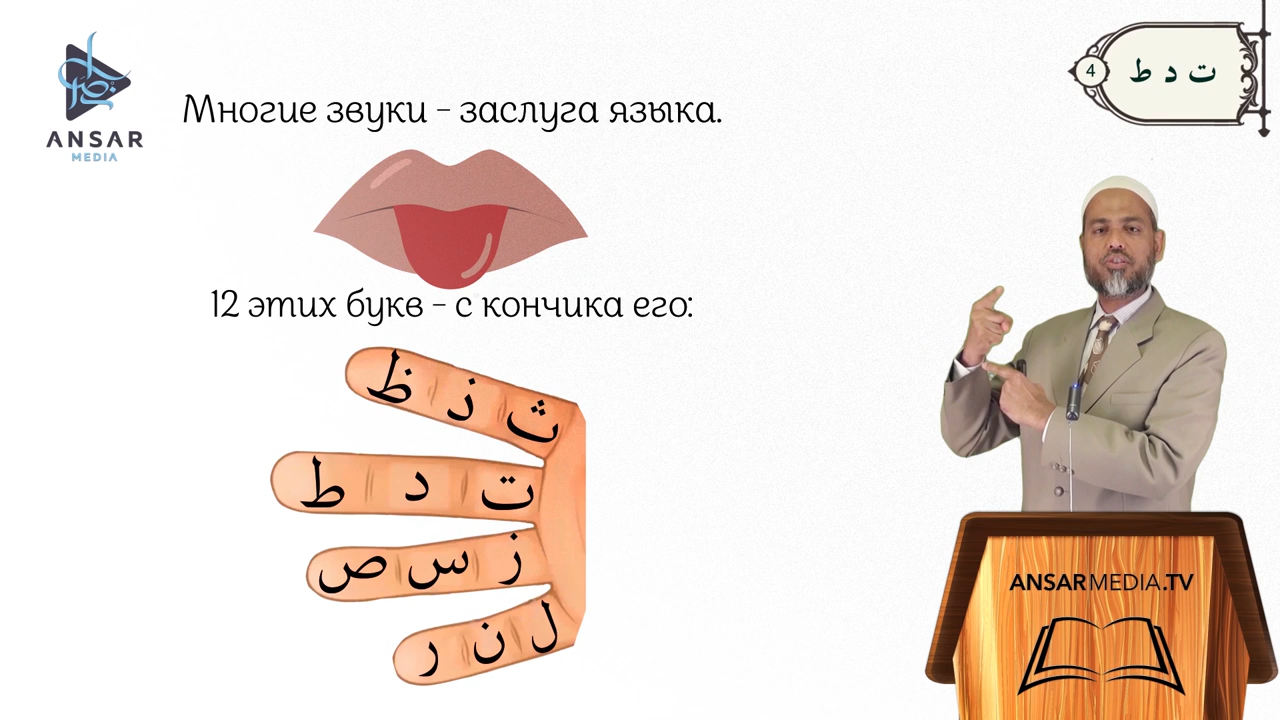 ANSAR
MEDIA
Многие звуки - заслуга языка.
4
ت د ط
12 этих букв - с кончика его:
ث ذ ظ
ت د ط
ز س ص
ل ن ر
ANSARMEDIA.TV